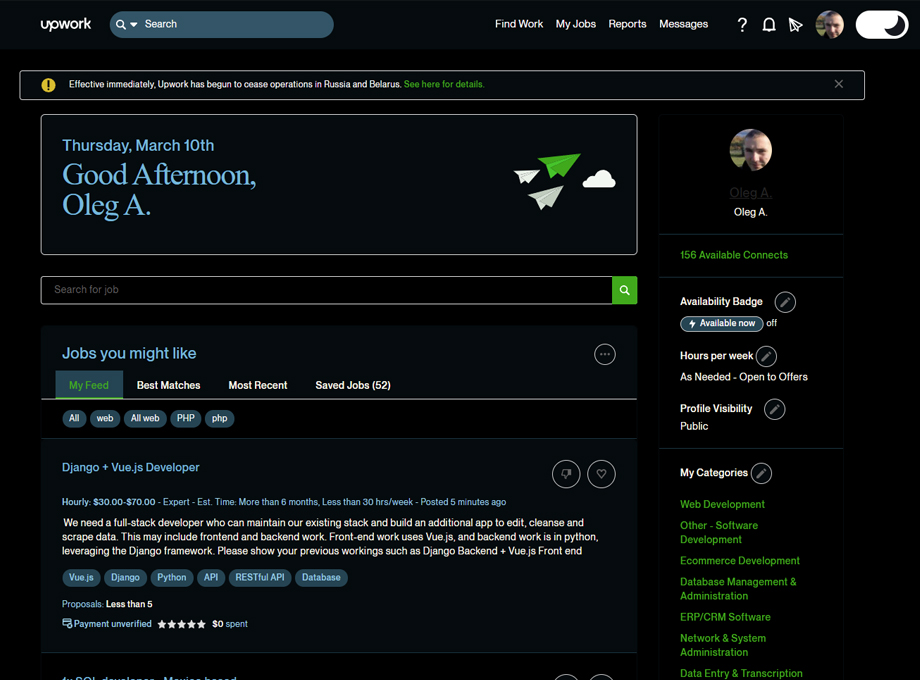 upwork
Search
Find Work My Jobs Reports Messages
Effective immediately, Upwork has begun to cease operations in Russia and Belarus. See here for details.
Thursday, March 10th
Good Afternoon,
Oleg A.
Search for job
Jobs you might like
My Feed Best Matches Most Recent Saved Jobs (52)
All web All web PHP php
Django + Vue.js Developer
Hourly: $30.00-$70.00 - Expert - Est. Time: More than 6 months, Less than 30 hrs/week - Posted 5 minutes ago
We need a full-stack developer who can maintain our existing stack and build an additional app to edit, cleanse and
scrape data. This may include frontend and backend work. Front-end work uses Vue.js, and backend work is in python,
leveraging the Django framework. Please show your previous workings such as Django Backend + Vue.js Front end
Vue.js Django Python API RESTful API Database
Proposals: Less than 5
Payment unverified $0 spent
Oleg A.
Oleg A.
156 Available Connects
Availability Badge
Available now off
Hours per week
As Needed - Open to Offers
Profile Visibility
Public
My Categories
Web Development
Other - Software
Development
Ecommerce Development
Database Management &
Administration
ERP/CRM Software
Network & System
Administration
Data Entry & Transcription